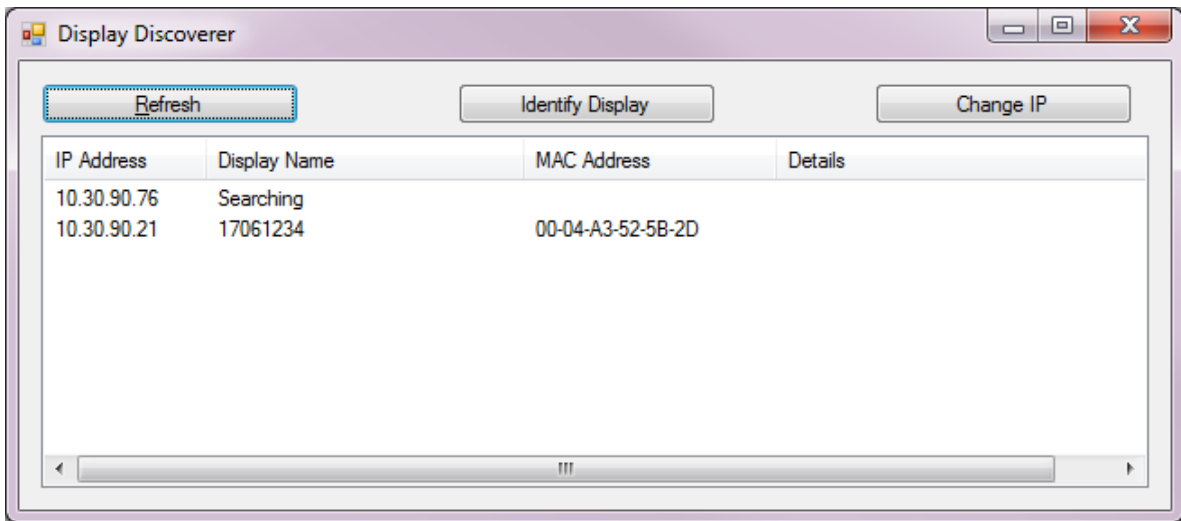 Display Discoverer
Refresh Identify Display Change IP
IP Address Display Name MAC Address Details
10.30.90.76 Searching
10.30.90.21 17061234 00-04-A3-52-5B-2D